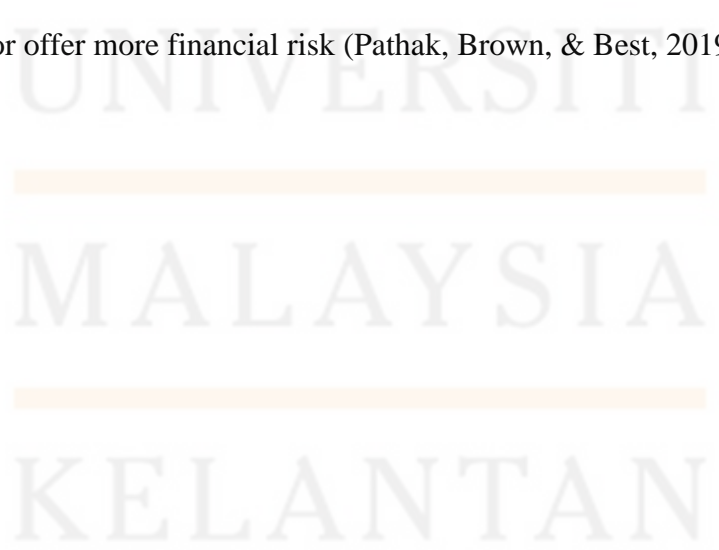 or offer more financial risk (Pathak, Brown, & Best, 2019
UNIVERSITI
MALAYSIA
KELANTAN